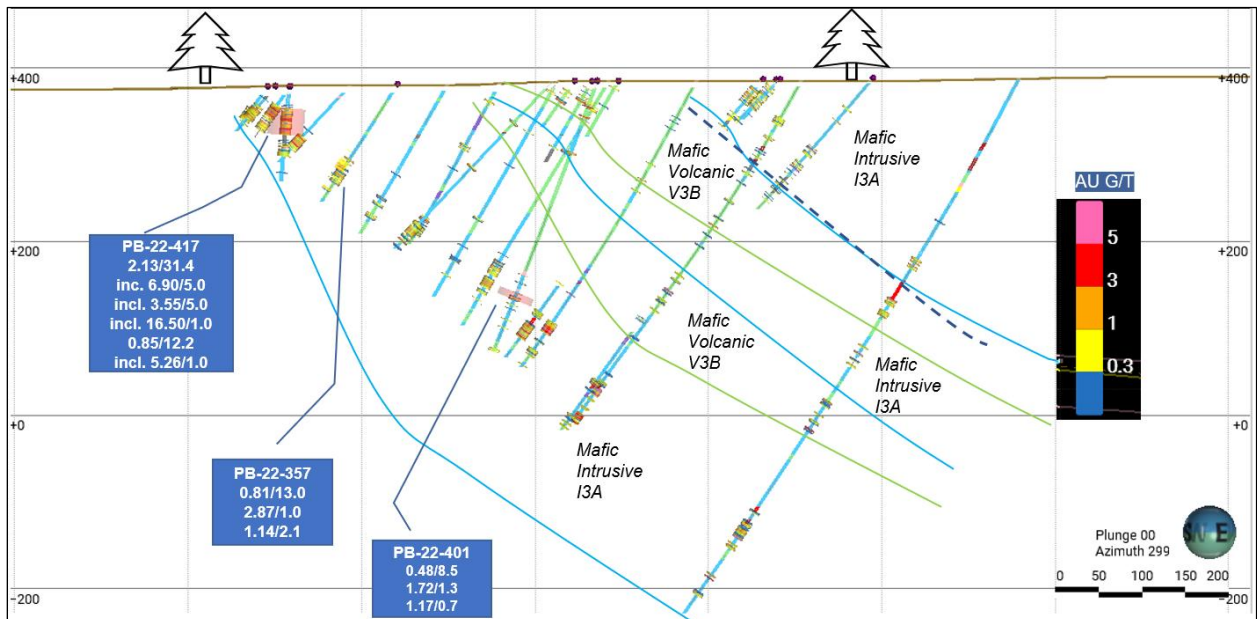 +400
+400
Mafic
Volcanic
V3B
Mafic
Intrusive
I3A
AU G/T
5
3
1
0.3
+200
+200
PB-22-417
2.13/31.4
inc. 6.90/5.0
incl. 3.55/5.0
incl. 16.50/1.0
0.85/12.2
incl. 5.26/1.0
Mafic
Volcanic
V3B
Mafic
Intrusive
I3A
+0
+0
Mafic
Intrusive
I3A
PB-22-357
0.81/13.0
2.87/1.0
1.14/2.1
PB-22-401
0.48/8.5
1.72/1.3
1.17/0.7
Plunge 00
Azimuth 299
E
0 50 100 150 200
-200
-200